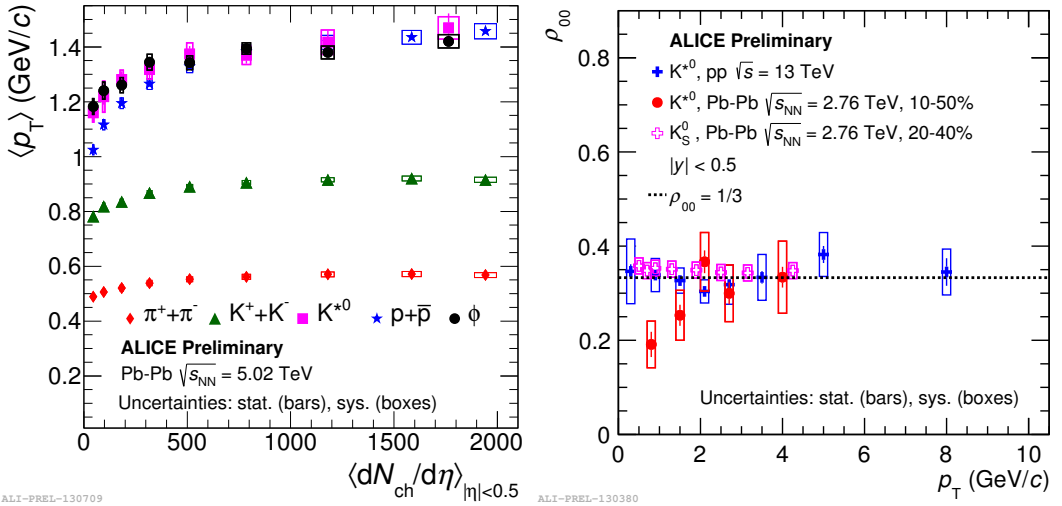 ⟨p_T⟩ (GeV/c)
1.4
1.2
1
0.8
0.6
0.4
0.2
π⁺+π⁻ K⁺+K⁻ K*⁰ p+p̅ ϕ
ALICE Preliminary
Pb-Pb √s_NN = 5.02 TeV
Uncertainties: stat. (bars), sys. (boxes)
0 500 1000 1500 2000
⟨dN_ch/dη⟩_|η|<0.5
ALI-PREL-130709
ρ₀₀
0.8
0.6
0.4
0.2
0
ALICE Preliminary
K*⁰, pp √s = 13 TeV
K*⁰, Pb-Pb √s_NN = 2.76 TeV, 10-50%
K⁰_S , Pb-Pb √s_NN = 2.76 TeV, 20-40%
|y| < 0.5
ρ₀₀ = 1/3
Uncertainties: stat. (bars), sys. (boxes)
0 2 4 6 8 10
p_T (GeV/c)
ALI-PREL-130380